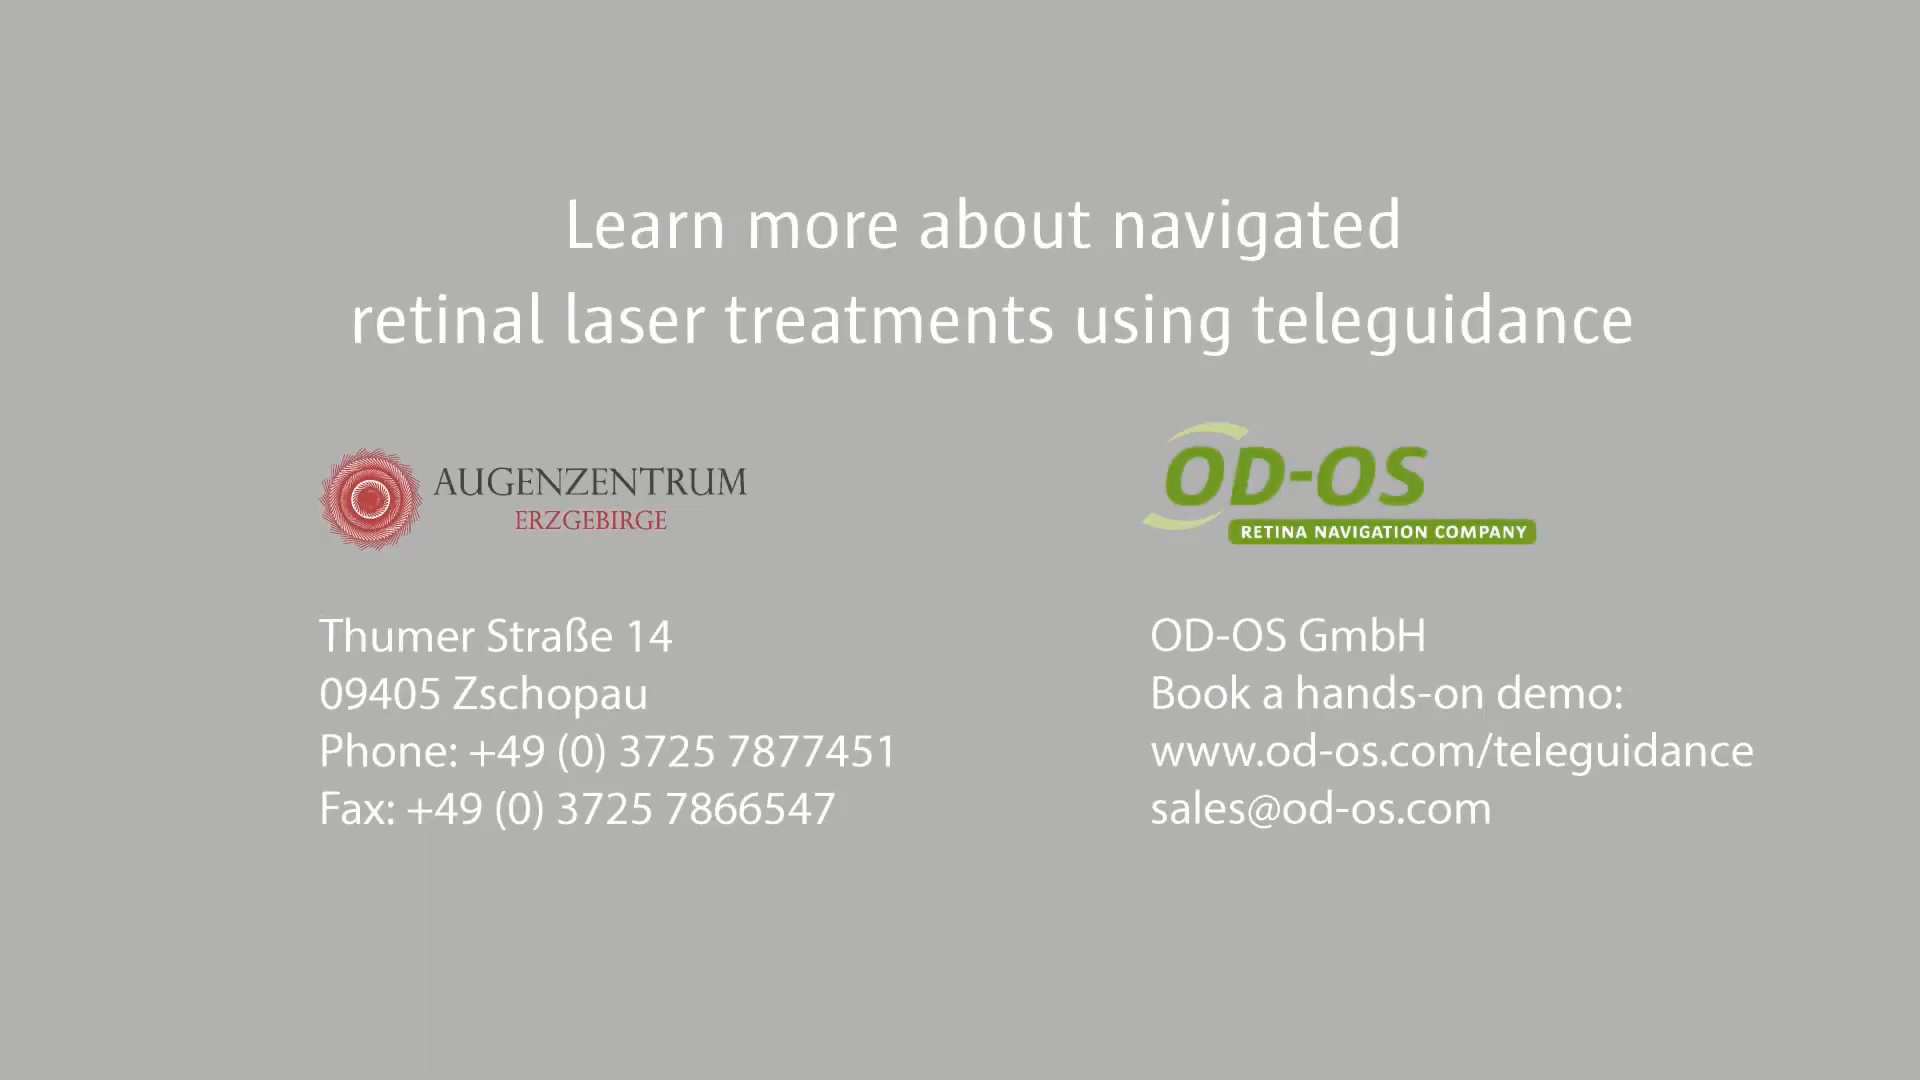 Learn more about navigated
retinal laser treatments using teleguidance
AUGENZENTRUM
ERZGEBIRGE
Thumer Straße 14
09405 Zschopau
Phone: +49 (0) 3725 7877451
Fax: +49 (0) 3725 7866547
OD-OS
RETINA NAVIGATION COMPANY
OD-OS GmbH
Book a hands-on demo:
www.od-os.com/teleguidance
sales@od-os.com